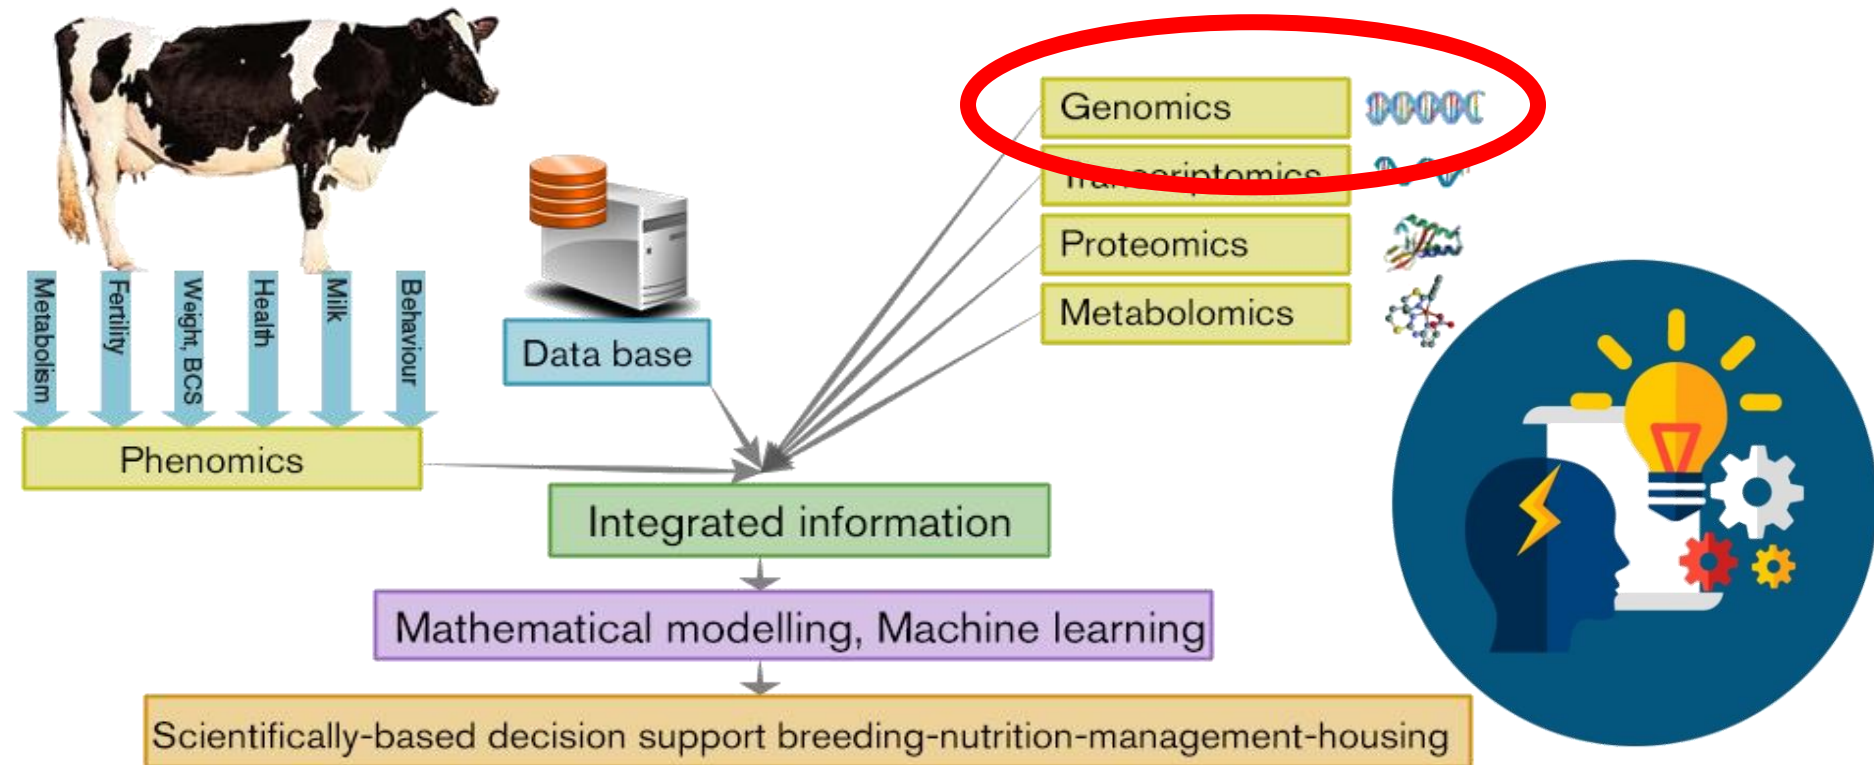 Genomics
Transcriptomics
Proteomics
Metabolomics
Metabolism
Fertility
Weight, BCS
Health
Milk
Behaviour
Data base
Phenomics
Integrated information
Mathematical modelling, Machine learning
Scientifically-based decision support breeding-nutrition-management-housing